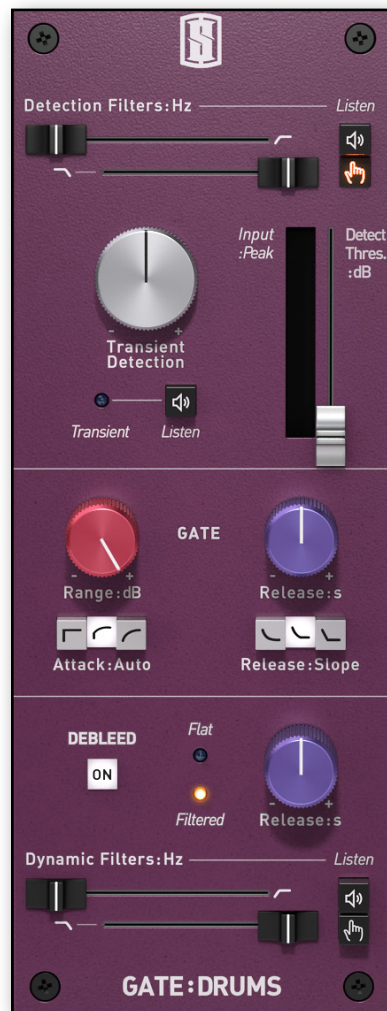 Detection Filters:Hz
Listen
Input
:Peak
Detect
Thres.
:dB
- +
Transient
Detection
Transient
Listen
GATE
- +
Range:dB
- +
Release:s
Attack:Auto
Release:Slope
DEBLEED
ON
Flat
Filtered
- +
Release:s
Dynamic Filters:Hz
Listen
GATE:DRUMS